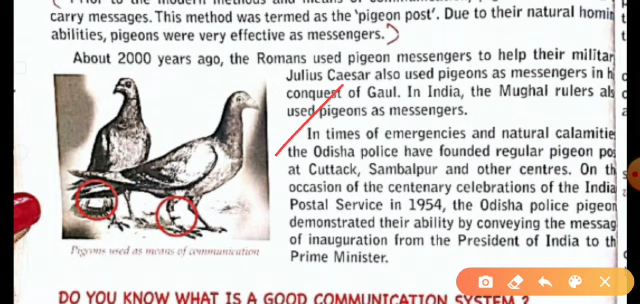 carry messages. This method was termed as the 'pigeon post'. Due to their natural homin
abilities, pigeons were very effective as messengers.
About 2000 years ago, the Romans used pigeon messengers to help their militar
Julius Caesar also used pigeons as messengers in h
conquest of Gaul. In India, the Mughal rulers als
used pigeons as messengers.
In times of emergencies and natural calamitie
the Odisha police have founded regular pigeon pos
at Cuttack, Sambalpur and other centres. On th
occasion of the centenary celebrations of the India
Postal Service in 1954, the Odisha police pigeon
demonstrated their ability by conveying the messag
of inauguration from the President of India to th
Prime Minister.
Pigeons used as means of communication
DO YOU KNOW WHAT IS A GOOD COMMUNICATION SYSTEM ?